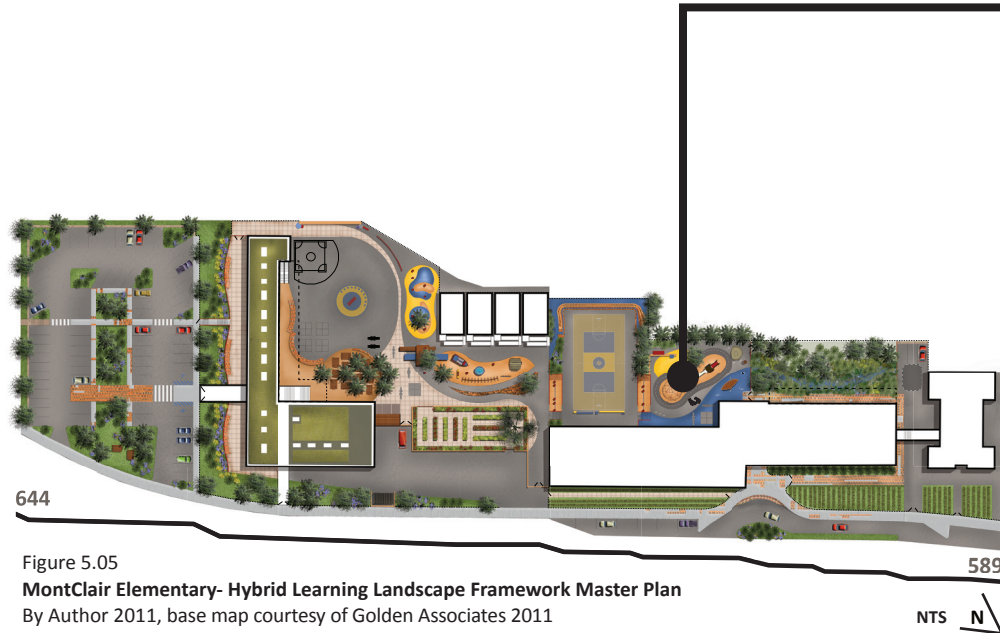 644
589
Figure 5.05
MontClair Elementary- Hybrid Learning Landscape Framework Master Plan
By Author 2011, base map courtesy of Golden Associates 2011
NTS N